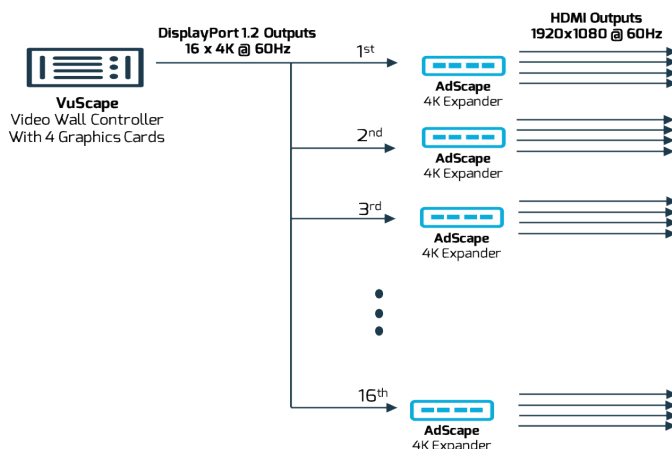 DisplayPort 1.2 Outputs
16 x 4K @ 60Hz
HDMI Outputs
1920x1080 @ 60Hz
VuScape
Video Wall Controller
With 4 Graphics Cards
1st
AdScape
4K Expander
2nd
AdScape
4K Expander
3rd
AdScape
4K Expander
16th
AdScape
4K Expander